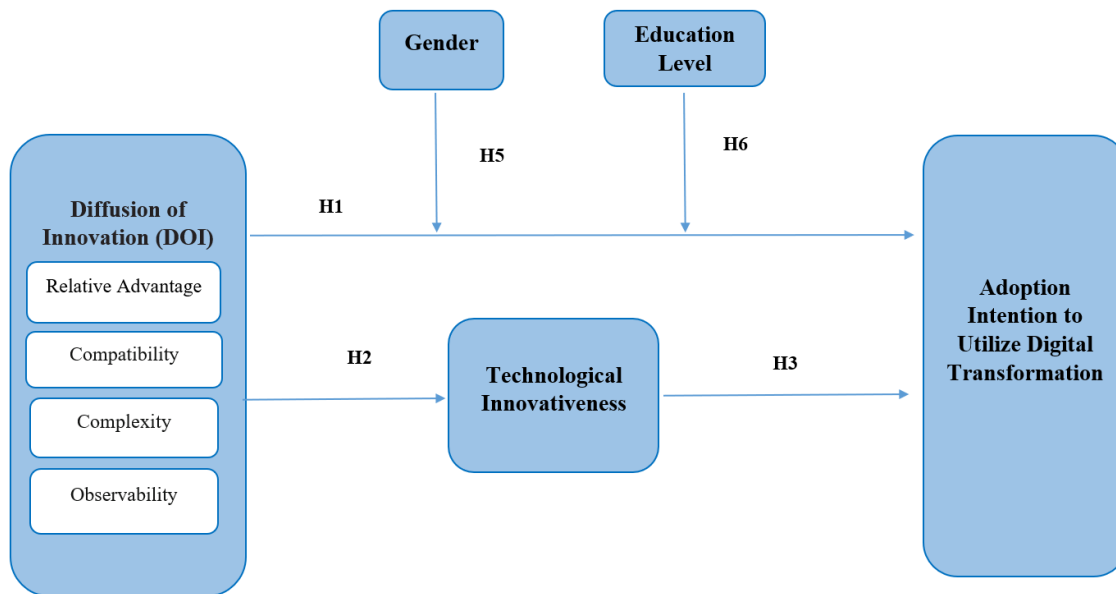 Gender
Education
Level
H5
H6
H1
Diffusion of
Innovation (DOI)
Relative Advantage
Compatibility
Complexity
Observability
H2
Technological
Innovativeness
H3
Adoption
Intention to
Utilize Digital
Transformation